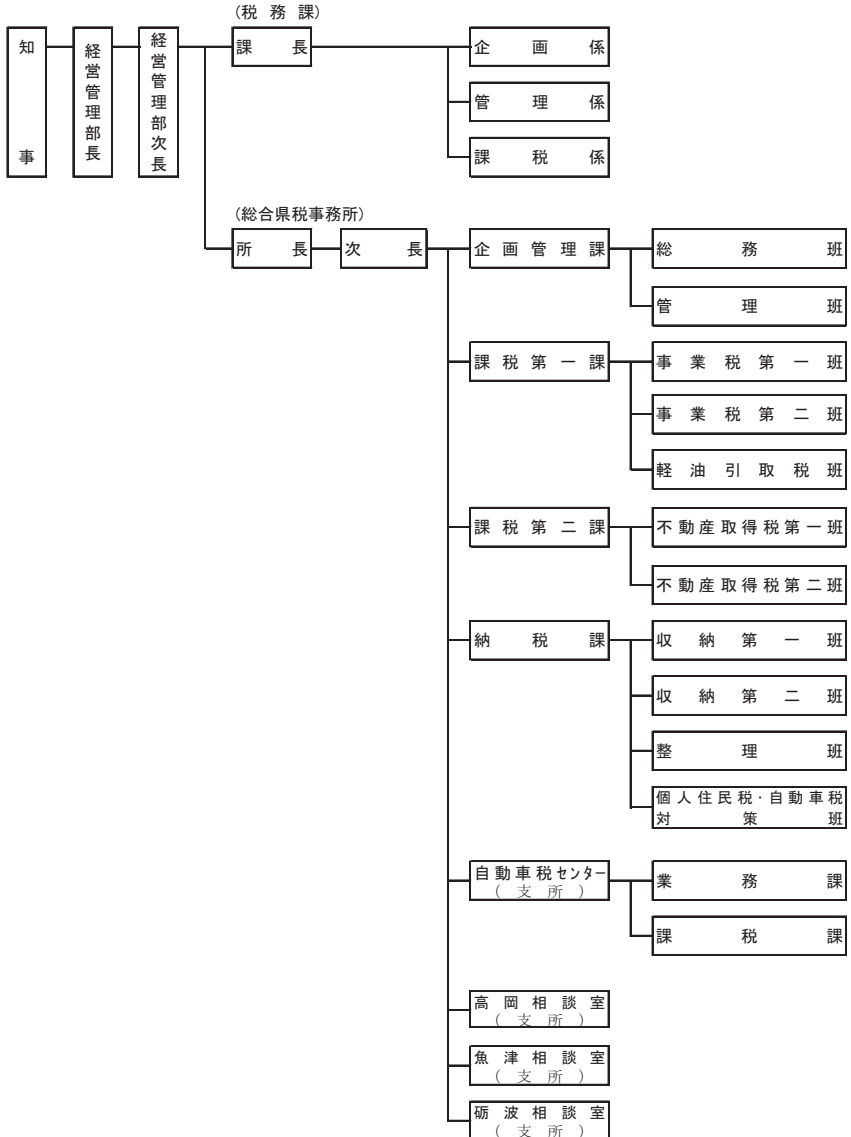 (税務課)
知事
経営管理部長
経営管理部次長
課長
企画係
管理係
課税係
(総合県税事務所)
所長
次長
企画管理課
総務班
管理班
課税第一課
事業税第一班
事業税第二班
軽油引取税班
課税第二課
不動産取得税第一班
不動産取得税第二班
納税課
収納第一班
収納第二班
整理班
個人住民税・自動車税
対策班
自動車税センター
(支所)
業務課
課税課
高岡相談室
(支所)
魚津相談室
(支所)
砺波相談室
(支所)